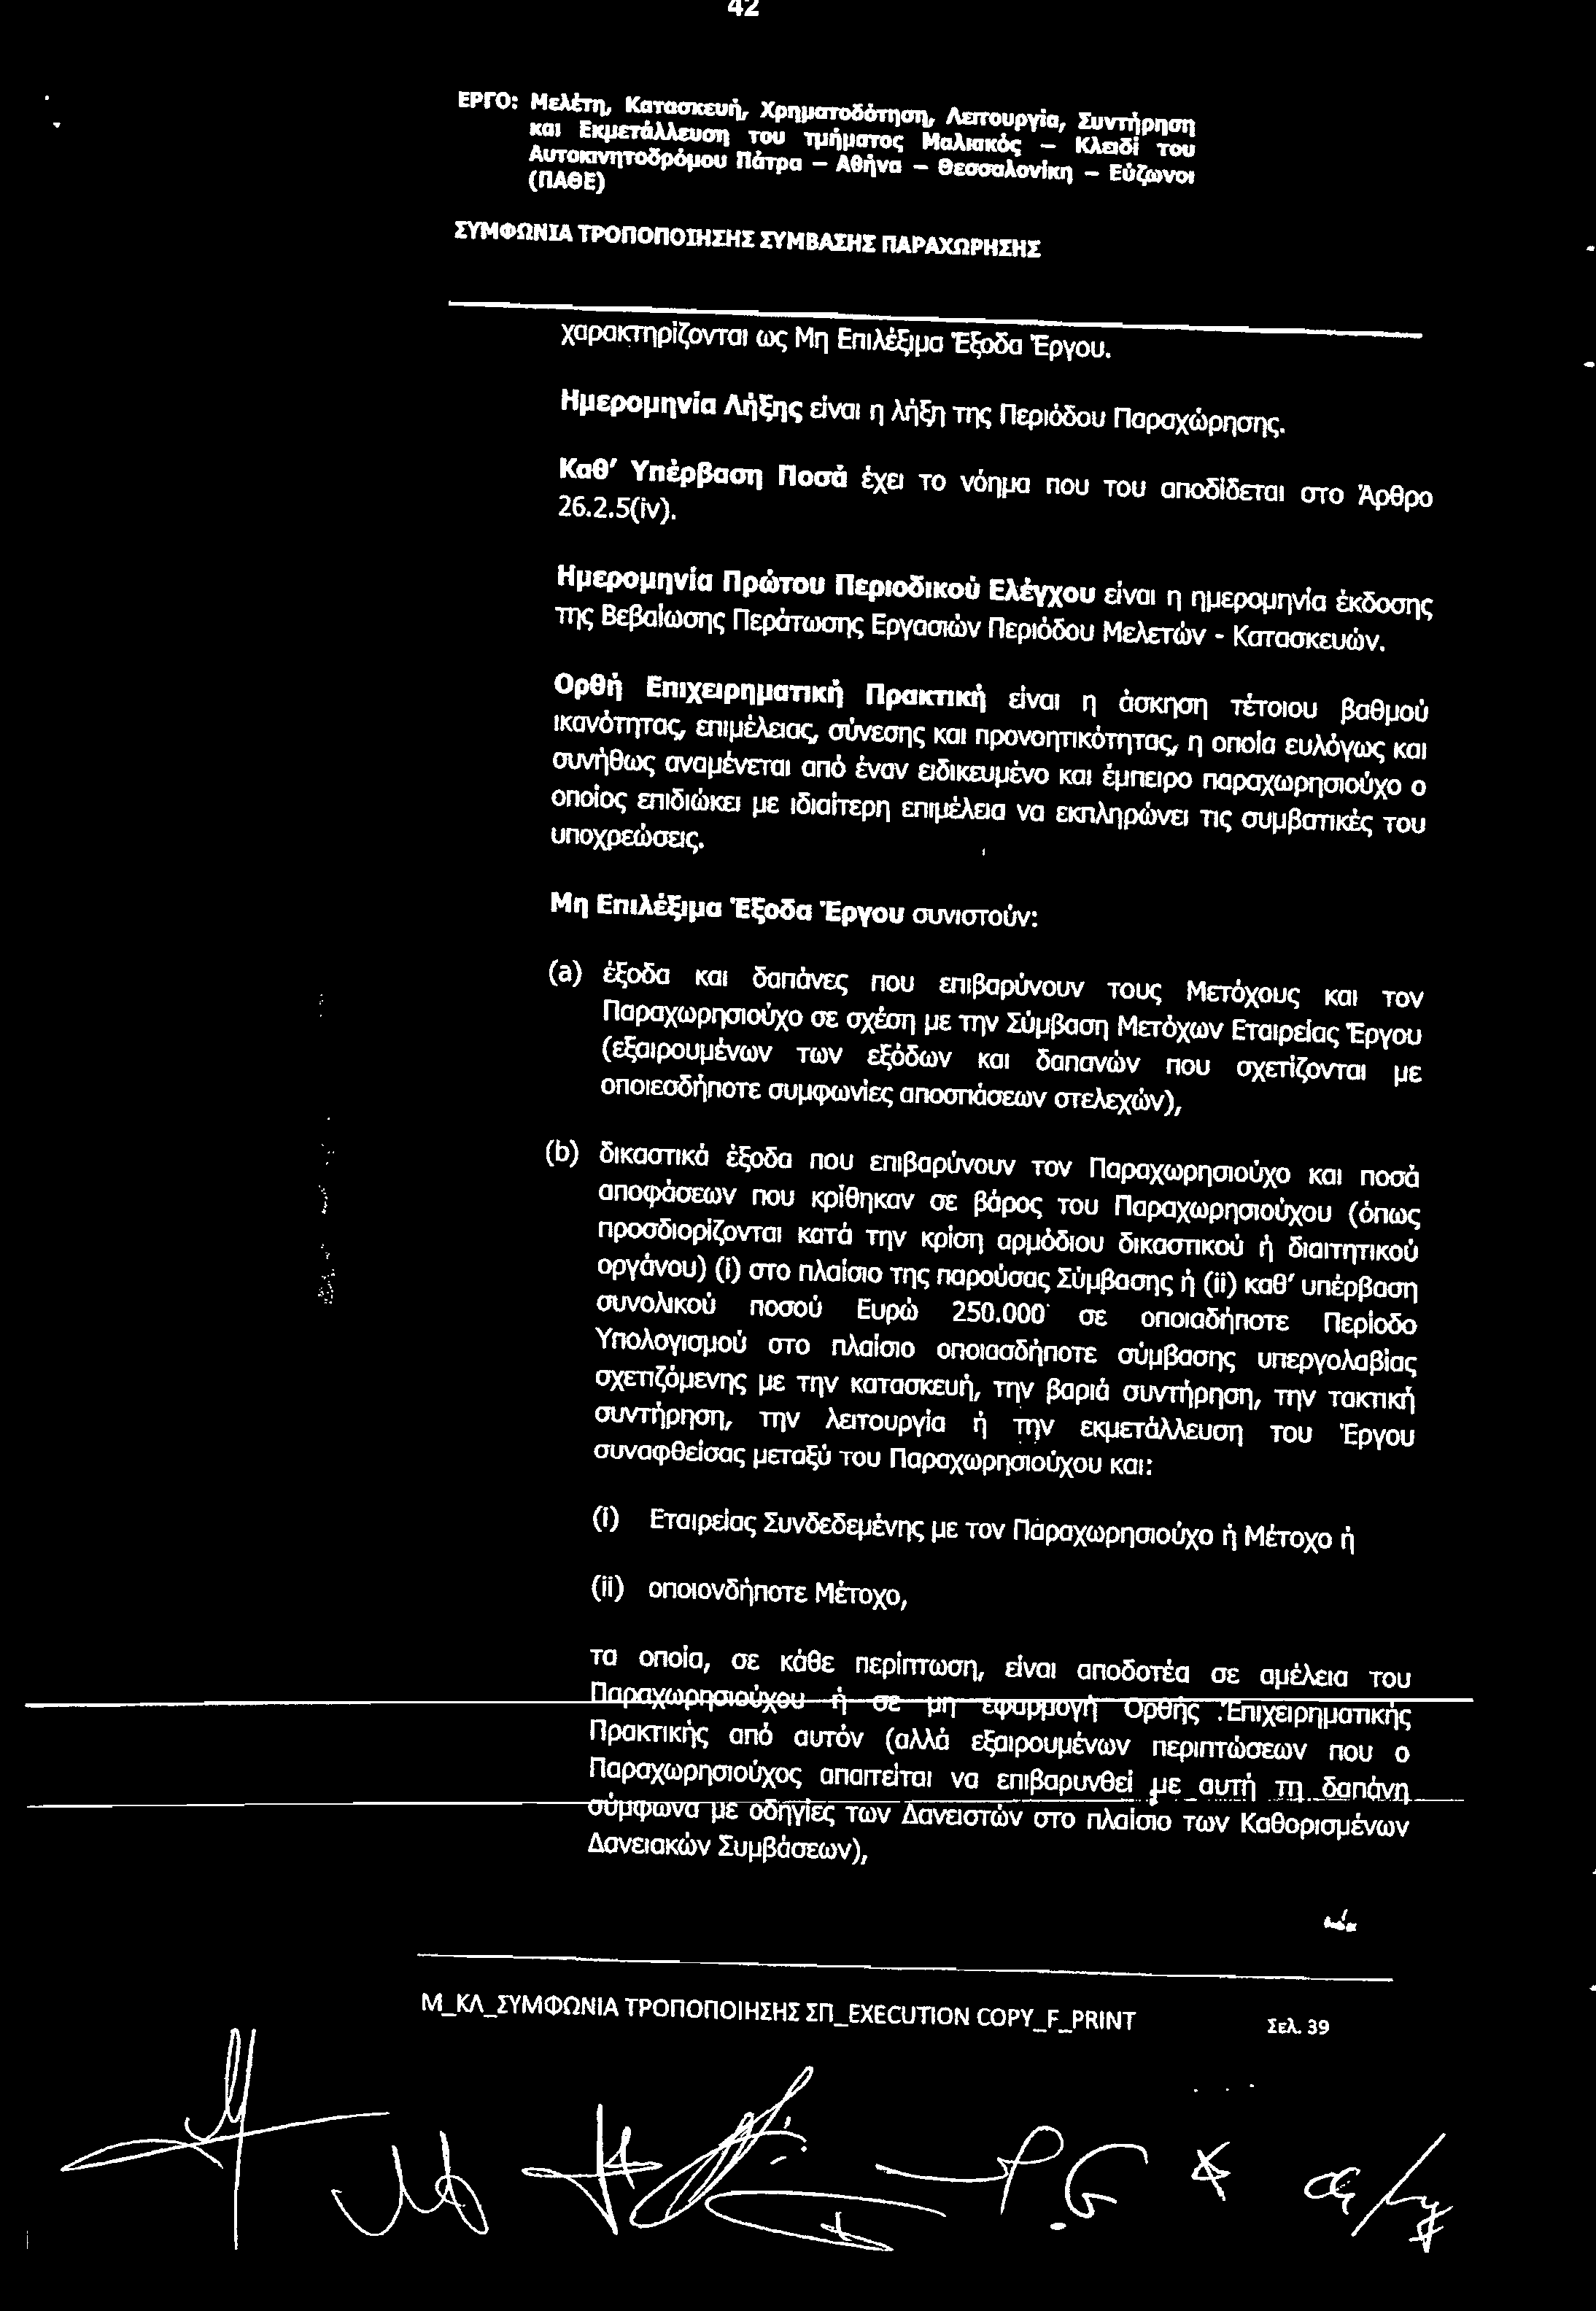 42
ΕΡΓΟ: Μελέτη, Κατασκευή, Χρηματοδότηση, Λειτουργία, Συντήρηση
και Εκμετάλλευση του τμήματος Μαλιακός – Κλειδί του
Αυτοκινητοδρόμου Πάτρα – Αθήνα – Θεσσαλονίκη – Εύζωνοι
(ΠΑΘΕ)
ΣΥΜΦΩΝΙΑ ΤΡΟΠΟΠΟΙΗΣΗΣ ΣΥΜΒΑΣΗΣ ΠΑΡΑΧΩΡΗΣΗΣ
χαρακτηρίζονται ως Μη Επιλέξιμα Έξοδα Έργου.
Ημερομηνία Λήξης είναι η λήξη της Περιόδου Παραχώρησης.
Καθ' Υπέρβαση Ποσά έχει το νόημα που του αποδίδεται στο Άρθρο
26.2.5(iv).
Ημερομηνία Πρώτου Περιοδικού Ελέγχου είναι η ημερομηνία έκδοσης
της Βεβαίωσης Περάτωσης Εργασιών Περιόδου Μελετών - Κατασκευών.
Ορθή Επιχειρηματική Πρακτική είναι η άσκηση τέτοιου βαθμού
ικανότητας, επιμέλειας, σύνεσης και προνοητικότητας, η οποία ευλόγως και
συνήθως αναμένεται από έναν ειδικευμένο και έμπειρο παραχωρησιούχο ο
οποίος επιδιώκει με ιδιαίτερη επιμέλεια να εκπληρώνει τις συμβατικές του
υποχρεώσεις.
Μη Επιλέξιμα Έξοδα Έργου συνιστούν:
(a) έξοδα και δαπάνες που επιβαρύνουν τους Μετόχους και τον
Παραχωρησιούχο σε σχέση με την Σύμβαση Μετόχων Εταιρείας Έργου
(εξαιρουμένων των εξόδων και δαπανών που σχετίζονται με
οποιεσδήποτε συμφωνίες αποσπάσεων στελεχών),
(b) δικαστικά έξοδα που επιβαρύνουν τον Παραχωρησιούχο και ποσά
αποφάσεων που κρίθηκαν σε βάρος του Παραχωρησιούχου (όπως
προσδιορίζονται κατά την κρίση αρμόδιου δικαστικού ή διαιτητικού
οργάνου) (i) στο πλαίσιο της παρούσας Σύμβασης ή (ii) καθ' υπέρβαση
συνολικού ποσού Ευρώ 250.000 σε οποιαδήποτε Περίοδο
Υπολογισμού στο πλαίσιο οποιασδήποτε σύμβασης υπεργολαβίας
σχετιζόμενης με την κατασκευή, την βαριά συντήρηση, την τακτική
συντήρηση, την λειτουργία ή την εκμετάλλευση του Έργου
συναφθείσας μεταξύ του Παραχωρησιούχου και:
(i) Εταιρείας Συνδεδεμένης με τον Παραχωρησιούχο ή Μέτοχο ή
(ii) οποιονδήποτε Μέτοχο,
τα οποία, σε κάθε περίπτωση, είναι αποδοτέα σε αμέλεια του
Παραχωρησιούχου ή σε μη εφαρμογή Ορθής Επιχειρηματικής
Πρακτικής από αυτόν (αλλά εξαιρουμένων περιπτώσεων που ο
Παραχωρησιούχος απαιτείται να επιβαρυνθεί με αυτή τη δαπάνη
σύμφωνα με οδηγίες των Δανειστών στο πλαίσιο των Καθορισμένων
Δανειακών Συμβάσεων),
Μ_ΚΛ_ΣΥΜΦΩΝΙΑ ΤΡΟΠΟΠΟΙΗΣΗΣ ΣΠ_EXECUTION COPY_F_PRINT Σελ. 39